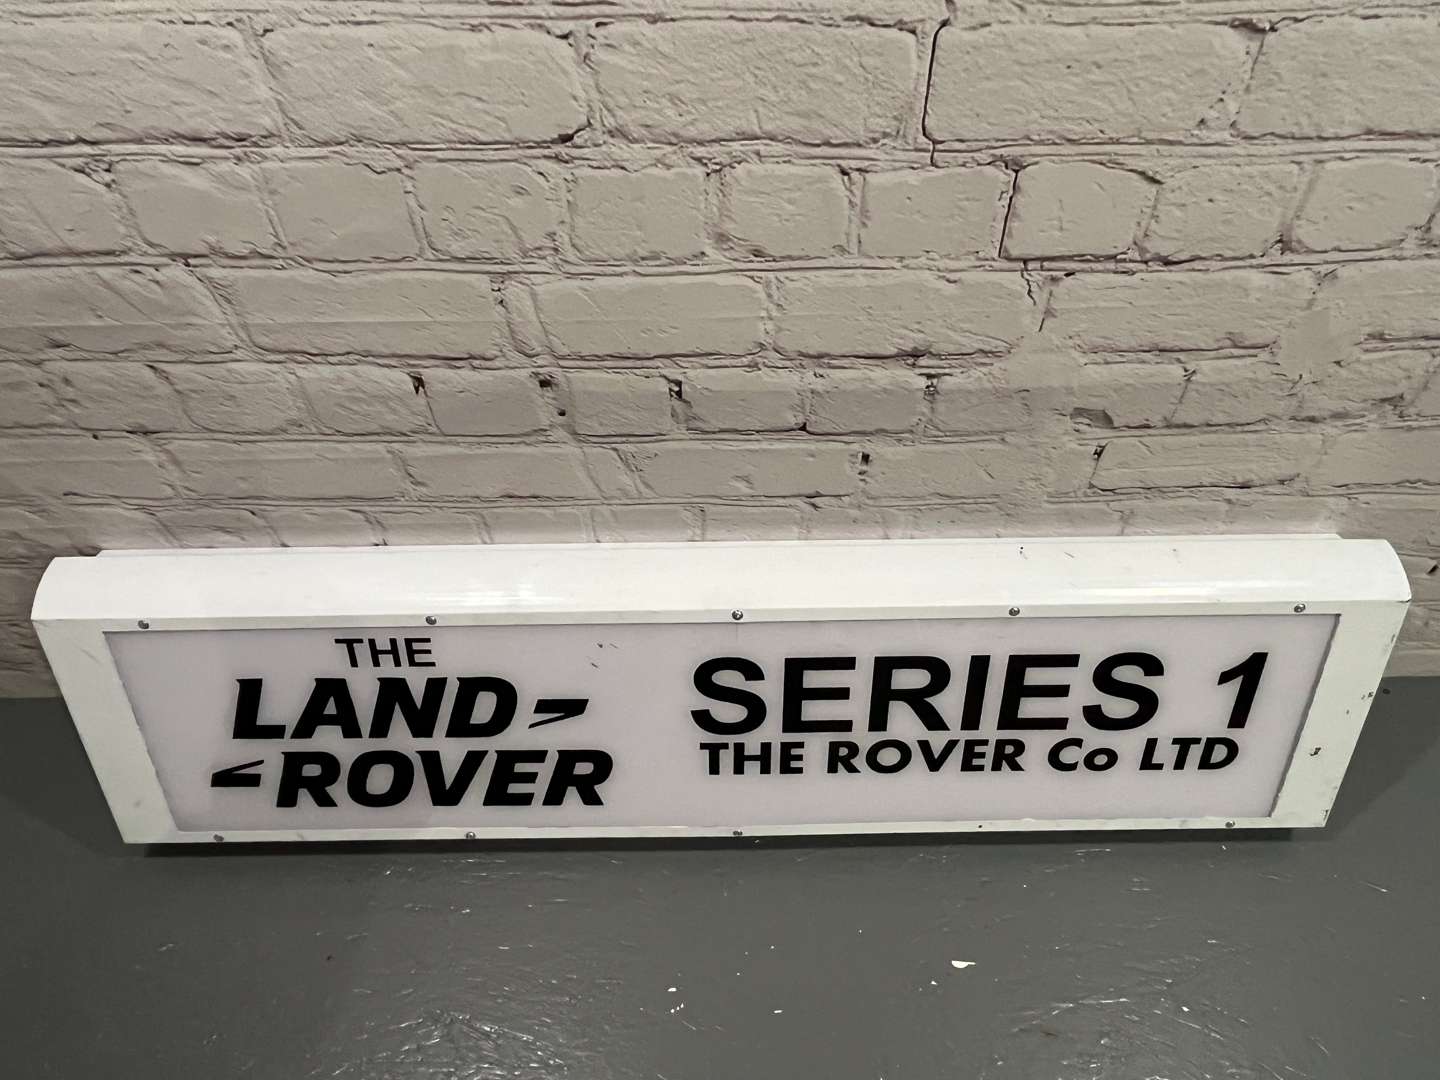 THE
LAND
ROVER
SERIES 1
THE ROVER Co LTD